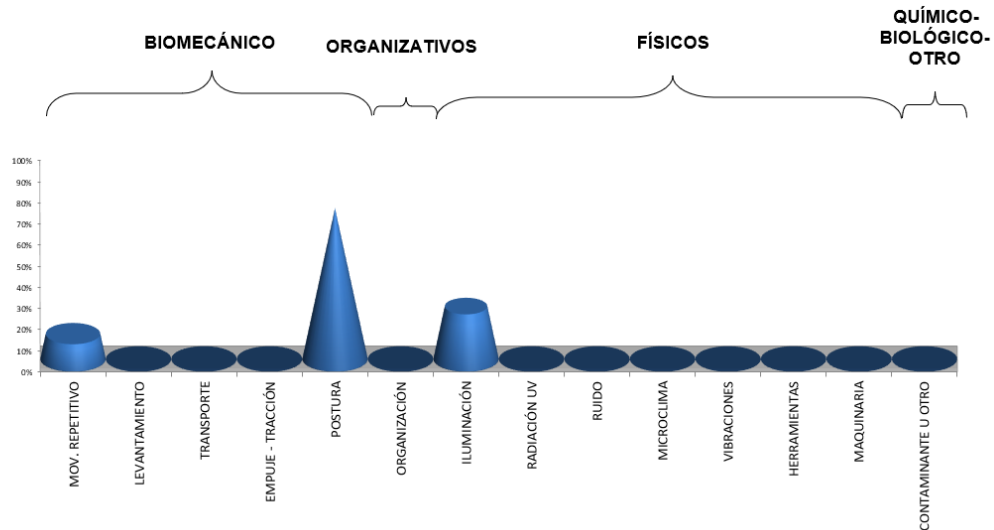 BIOMECÁNICO
ORGANIZATIVOS
FÍSICOS
QUÍMICO-
BIOLÓGICO-
OTRO
100%
90%
80%
70%
60%
50%
40%
30%
20%
10%
0%
MOV. REPETITIVO
LEVANTAMIENTO
TRANSPORTE
EMPUJE - TRACCIÓN
POSTURA
ORGANIZACIÓN
ILUMINACIÓN
RADIACIÓN UV
RUIDO
MICROCLIMA
VIBRACIONES
HERRAMIENTAS
MAQUINARIA
CONTAMINANTE U OTRO